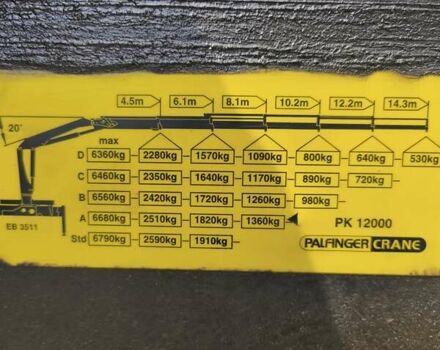 4.5m 6.1m 8.1m 10.2m 12.2m 14.3m
20°
max
D 6360kg 2280kg 1570kg 1090kg 800kg 640kg 530kg
C 6460kg 2350kg 1640kg 1170kg 890kg 720kg
B 6560kg 2420kg 1720kg 1260kg 980kg
A 6680kg 2510kg 1820kg 1360kg
EB 3511
PK 12000
Std 6790kg 2590kg 1910kg
PALFINGER CRANE